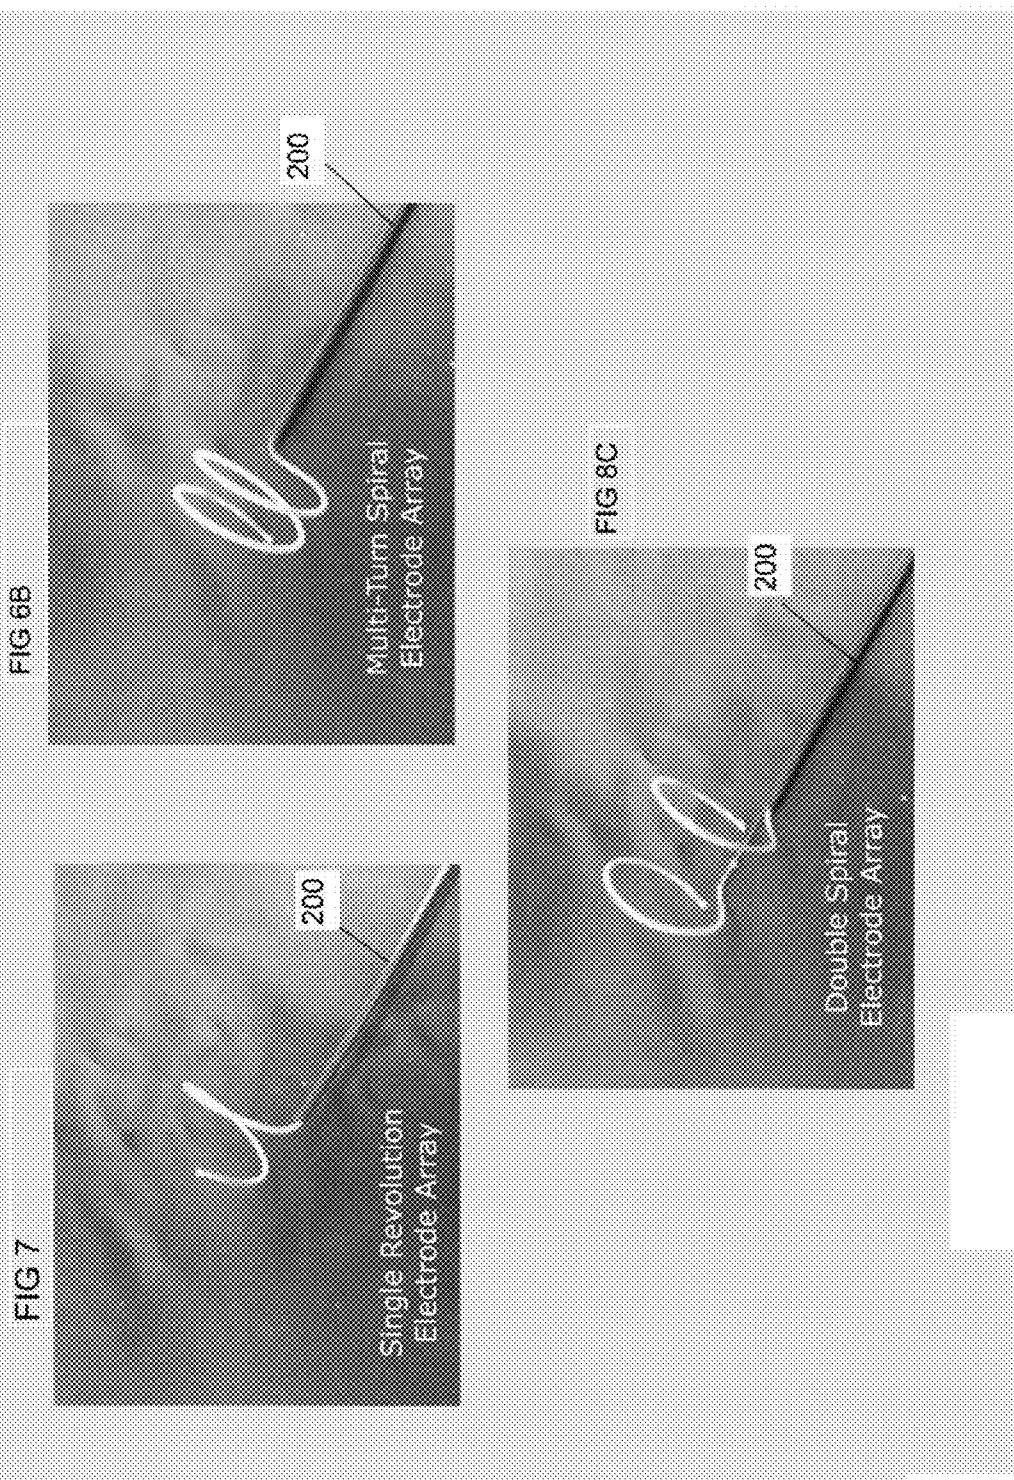 FIG 7
200
Single Revolution
Electrode Array
FIG 6B
200
Multi-Turn Spiral
Electrode Array
FIG 8C
200
Double Spiral
Electrode Array